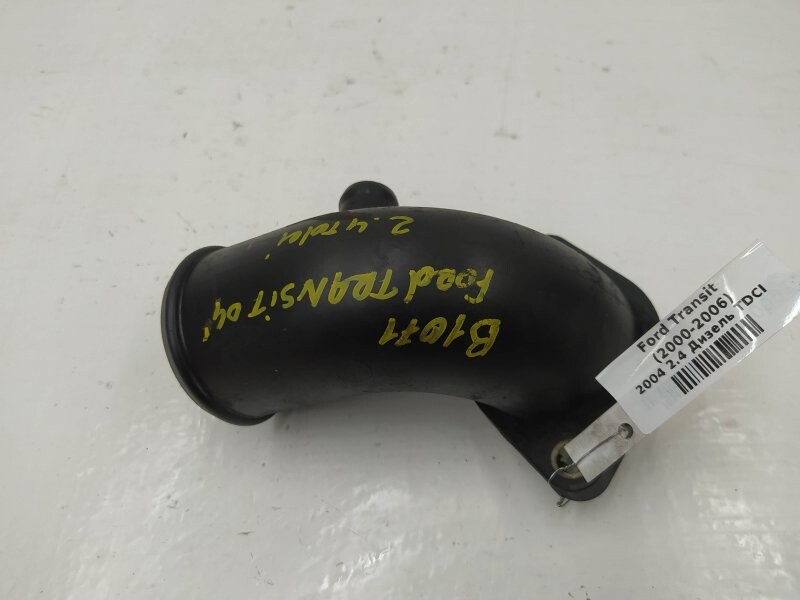 B1071
Ford TRANSIT 04'
2.4 TDCi
Ford Transit
(2000-2006)
2004 2.4 Дизель TDCI